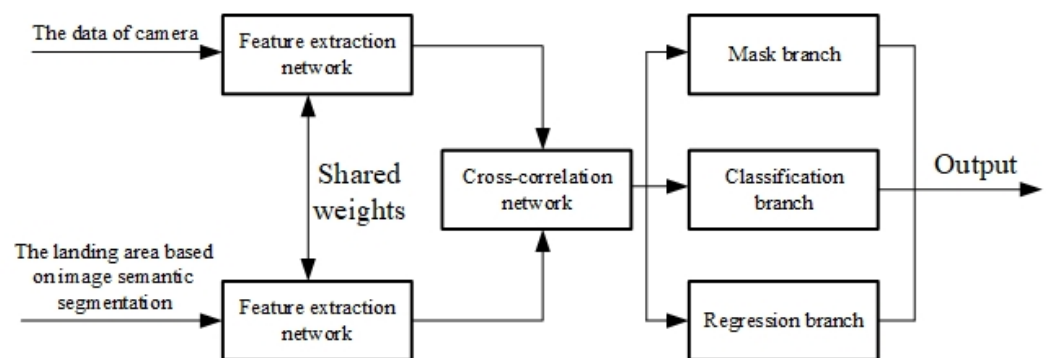 The data of camera
Feature extraction
network
Mask branch
Shared
weights
Cross-correlation
network
Classification
branch
Output
The landing area based
on image semantic
segmentation
Feature extraction
network
Regression branch